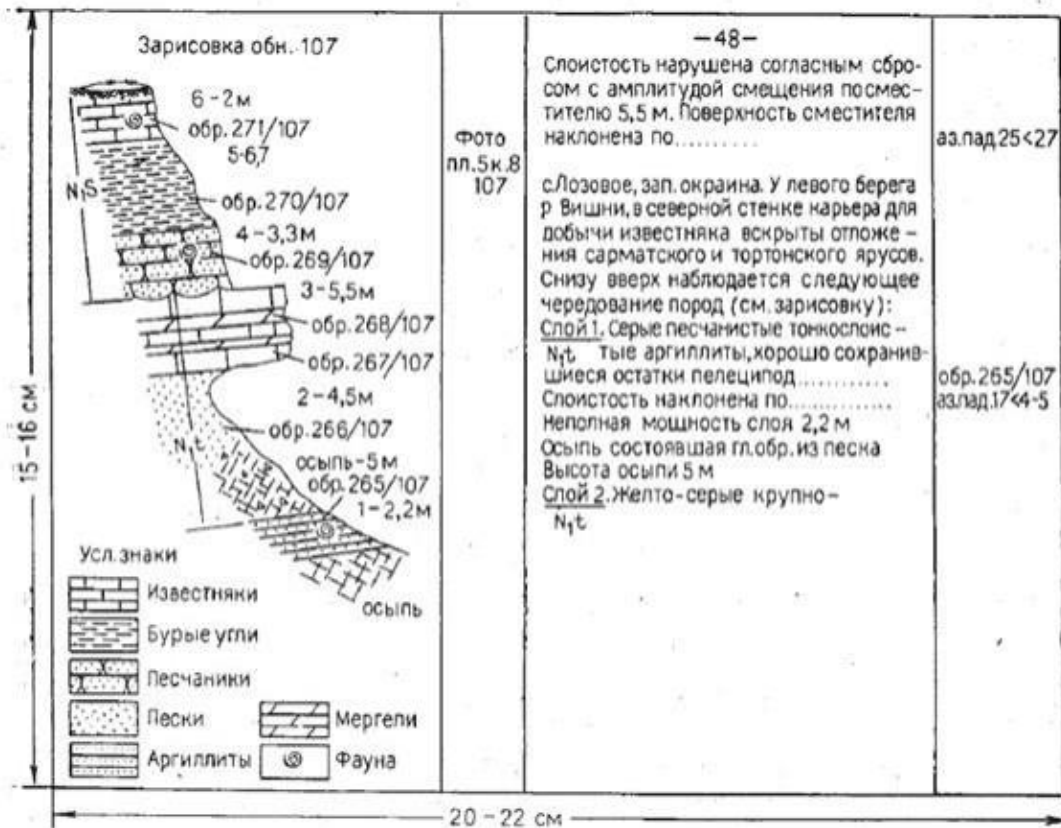 Зарисовка обн. 107
6-2м
обр. 271/107
5-6,7
N₁S
обр. 270/107
4-3,3м
обр. 269/107
3-5,5м
обр. 268/107
обр. 267/107
2-4,5м
обр. 266/107
N₁t
осыпь-5м
обр. 265/107
1-2,2м
осыпь
Усл. знаки
Известняки
Бурые угли
Песчаники
Пески
Мергели
Аргиллиты
Фауна
Фото
пл. 5 к. 8
107
-48-
Слоистость нарушена согласным сбро-
сом с амплитудой смещения по смес-
тителю 5,5 м. Поверхность сместителя
наклонена по..........
аз.пад.25<27
с.Лозовое, зап. окраина. У левого берега
р Вишни, в северной стенке карьера для
добычи известняка вскрыты отложе-
ния сарматского и тортонского ярусов.
Снизу вверх наблюдается следующее
чередование пород (см. зарисовку):
Слой 1. Серые песчанистые тонкослоис-
N₁t тые аргиллиты, хорошо сохранив-
шиеся остатки пелеципод............
обр. 265/107
Слоистость наклонена по............
аз.пад.17<4-5
Неполная мощность слоя 2,2 м
Осыпь состоявшая гл.обр. из песка
Высота осыпи 5 м
Слой 2. Желто-серые крупно-
N₁t
15-16 см
20-22 см